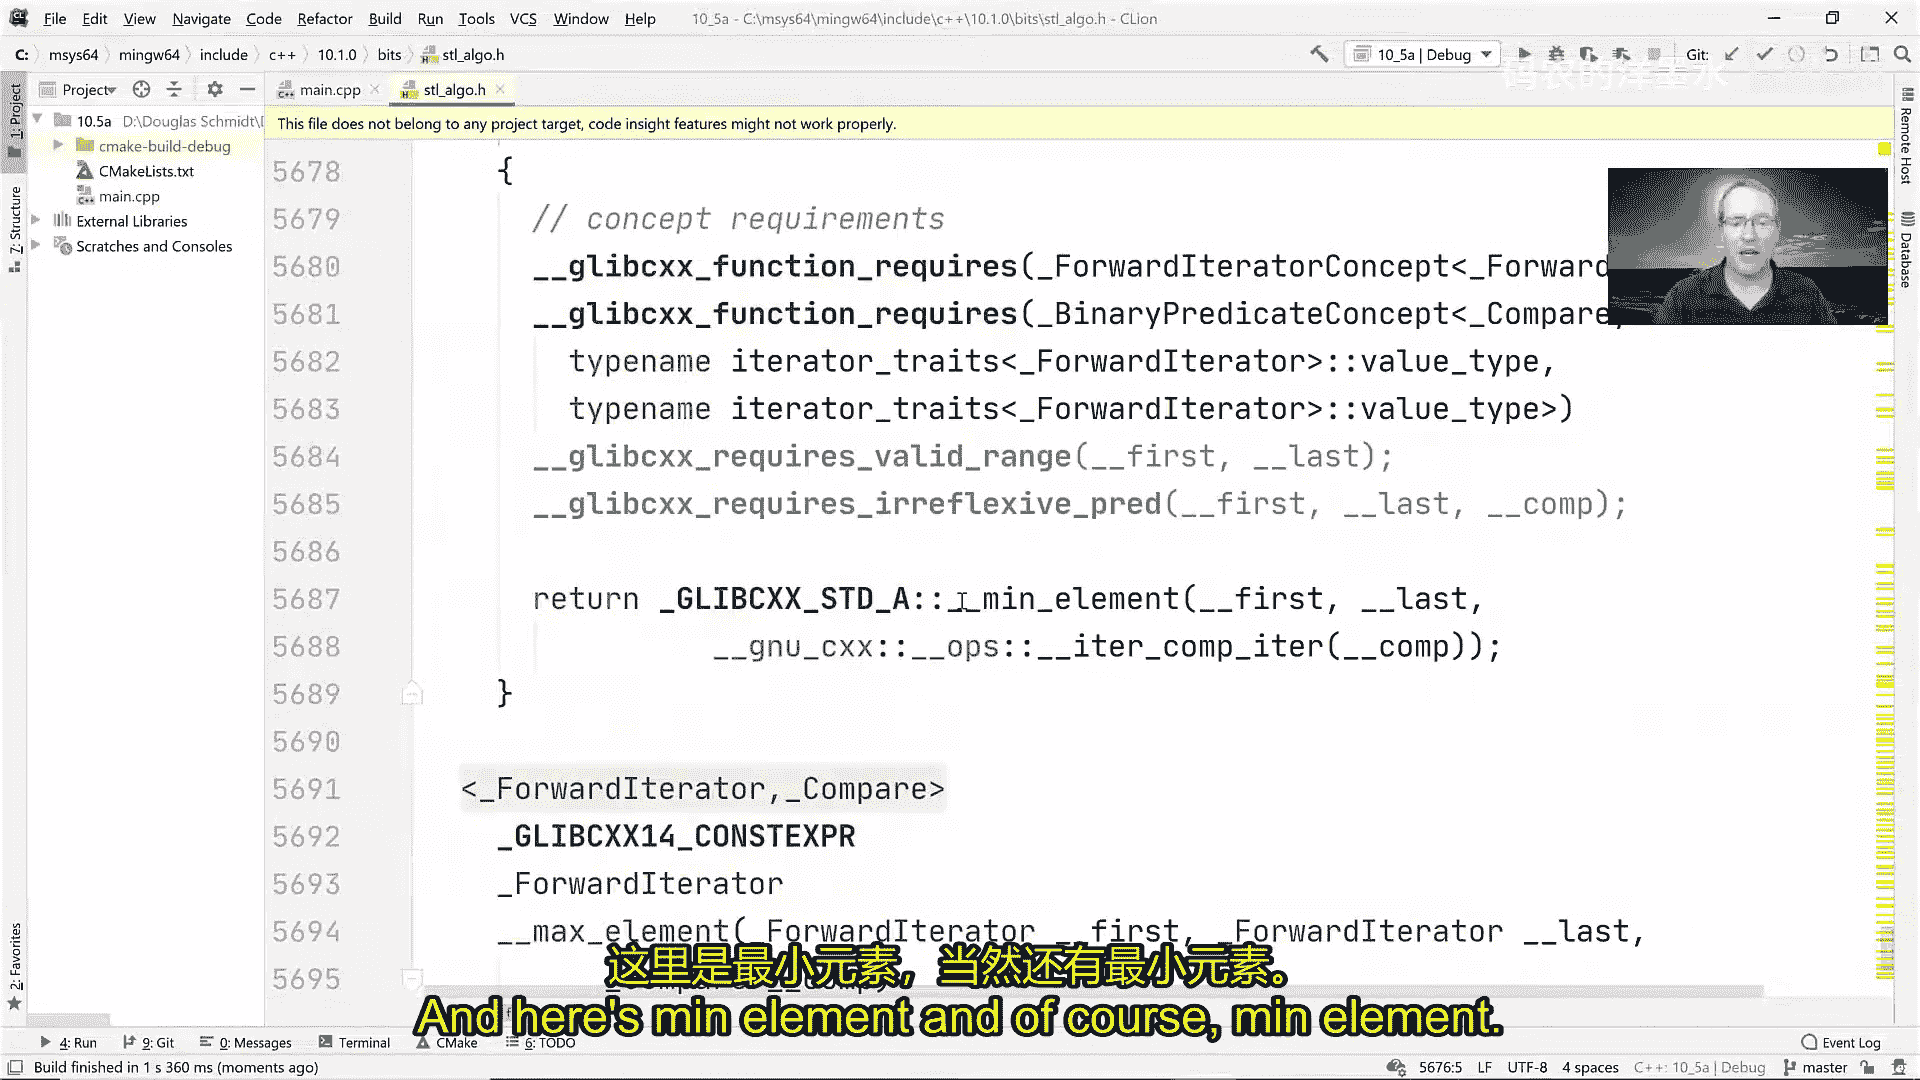 File Edit View Navigate Code Refactor Build Run Tools VCS Window Help 10_5a - C:\msys64\mingw64\include\c++\10.1.0\bits\stl_algo.h - CLion
C: msys64 mingw64 include c++ 10.1.0 bits stl_algo.h 10_5a | Debug Git:
Project main.cpp stl_algo.h
This file does not belong to any project target, code insight features might not work properly.
1: Project
7: Structure
2: Favorites
10.5a D:\Douglas Schmidt\
cmake-build-debug
CMakeLists.txt
main.cpp
External Libraries
Scratches and Consoles
Remote Host
Database
5678 {
5679 // concept requirements
5680 __glibcxx_function_requires(_ForwardIteratorConcept<_Forward
5681 __glibcxx_function_requires(_BinaryPredicateConcept<_Compare,
5682 typename iterator_traits<_ForwardIterator>::value_type,
5683 typename iterator_traits<_ForwardIterator>::value_type>)
5684 __glibcxx_requires_valid_range(__first, __last);
5685 __glibcxx_requires_irreflexive_pred(__first, __last, __comp);
5686
5687 return _GLIBCXX_STD_A::__min_element(__first, __last,
5688 __gnu_cxx::__ops::__iter_comp_iter(__comp));
5689 }
5690
5691 <_ForwardIterator,_Compare>
5692 _GLIBCXX14_CONSTEXPR
5693 _ForwardIterator
5694 __max_element(_ForwardIterator __first, _ForwardIterator __last,
5695
这里是最小元素，当然还有最小元素。
And here's min element and of course, min element.
4: Run 9: Git 0: Messages Terminal CMake 6: TODO Event Log
Build finished in 1 s 360 ms (moments ago) 5676:5 LF UTF-8 4 spaces C++: 10_5a | Debug master